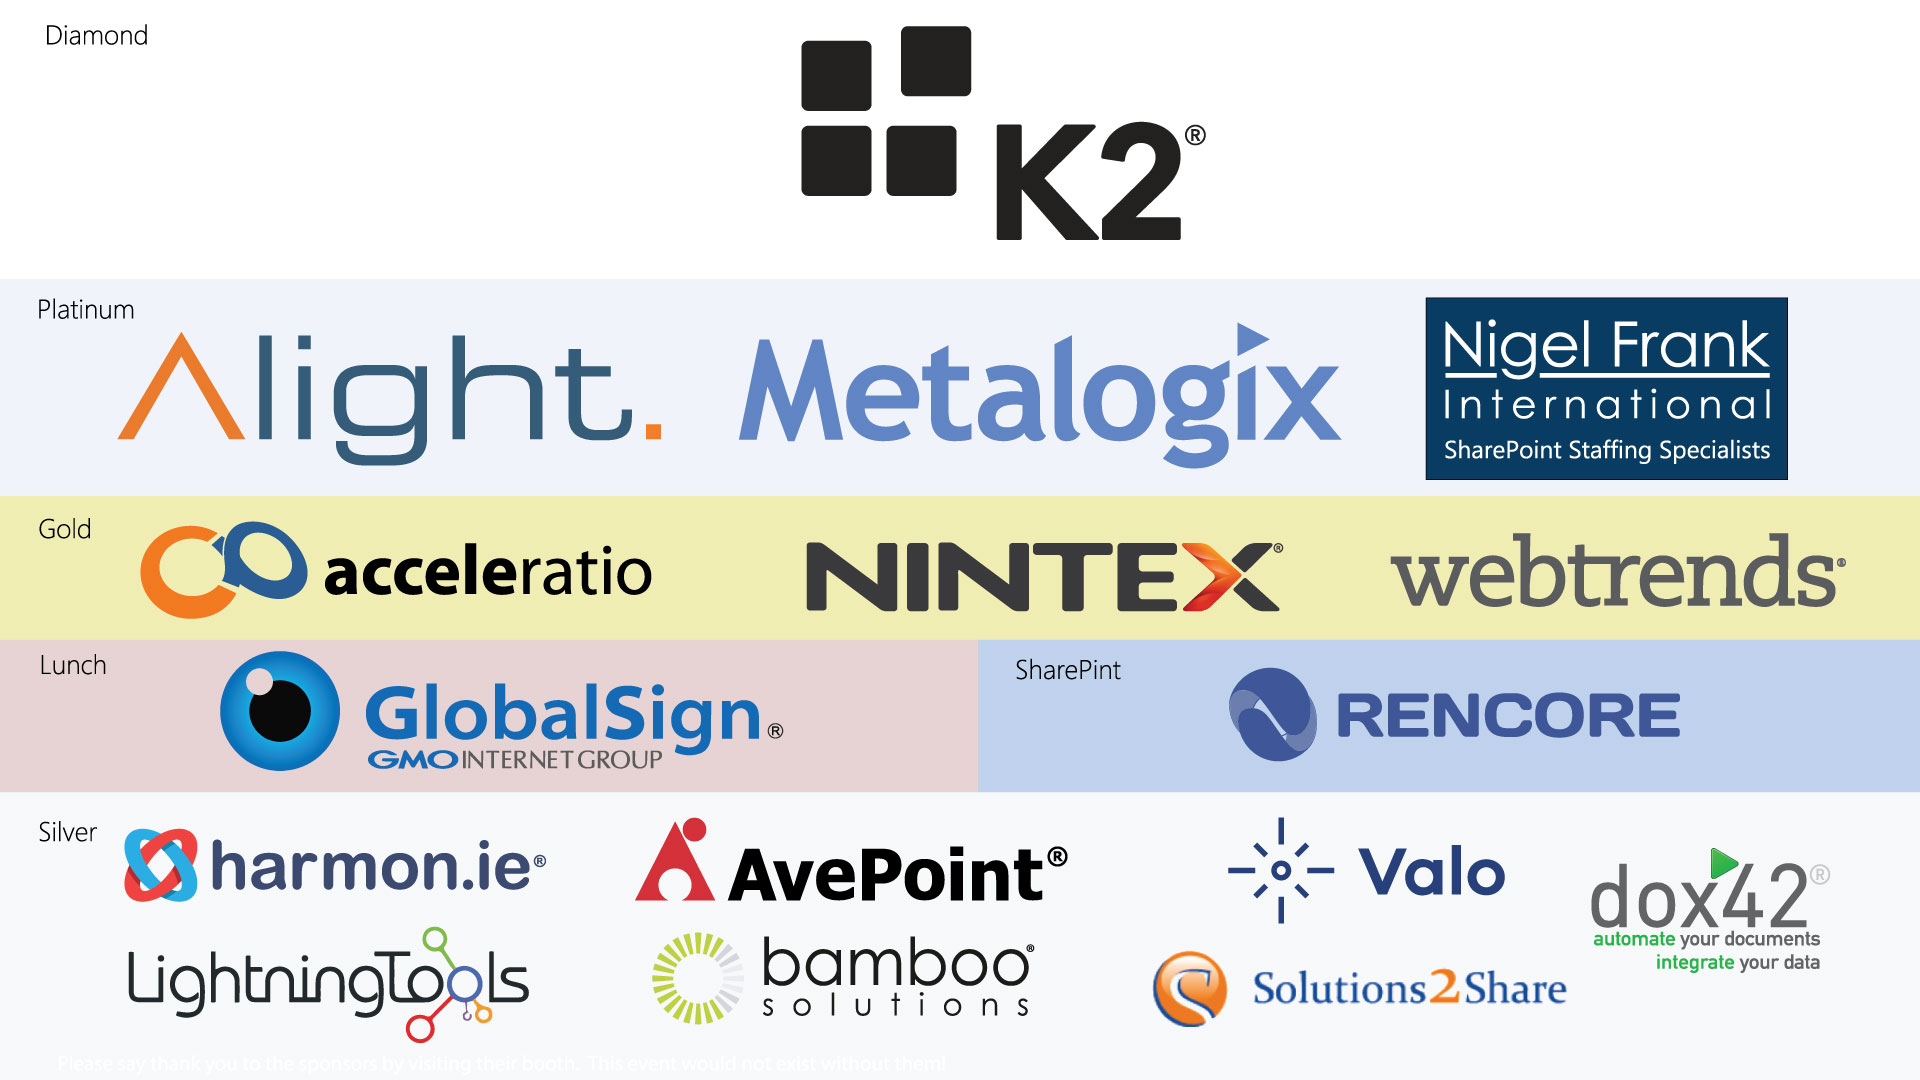 Diamond
K2®
Platinum
Alight.
Metalogix
Nigel Frank
International
SharePoint Staffing Specialists
Gold
acceleratio
NINTEX®
webtrends®
Lunch
GlobalSign®
GMO INTERNET GROUP
SharePint
RENCORE
Silver
harmon.ie®
AvePoint®
Valo
dox42®
automate your documents
integrate your data
LightningTools
bamboo®
solutions
Solutions2Share
Please say thank you to the sponsors by visiting their booth. This event would not exist without them!